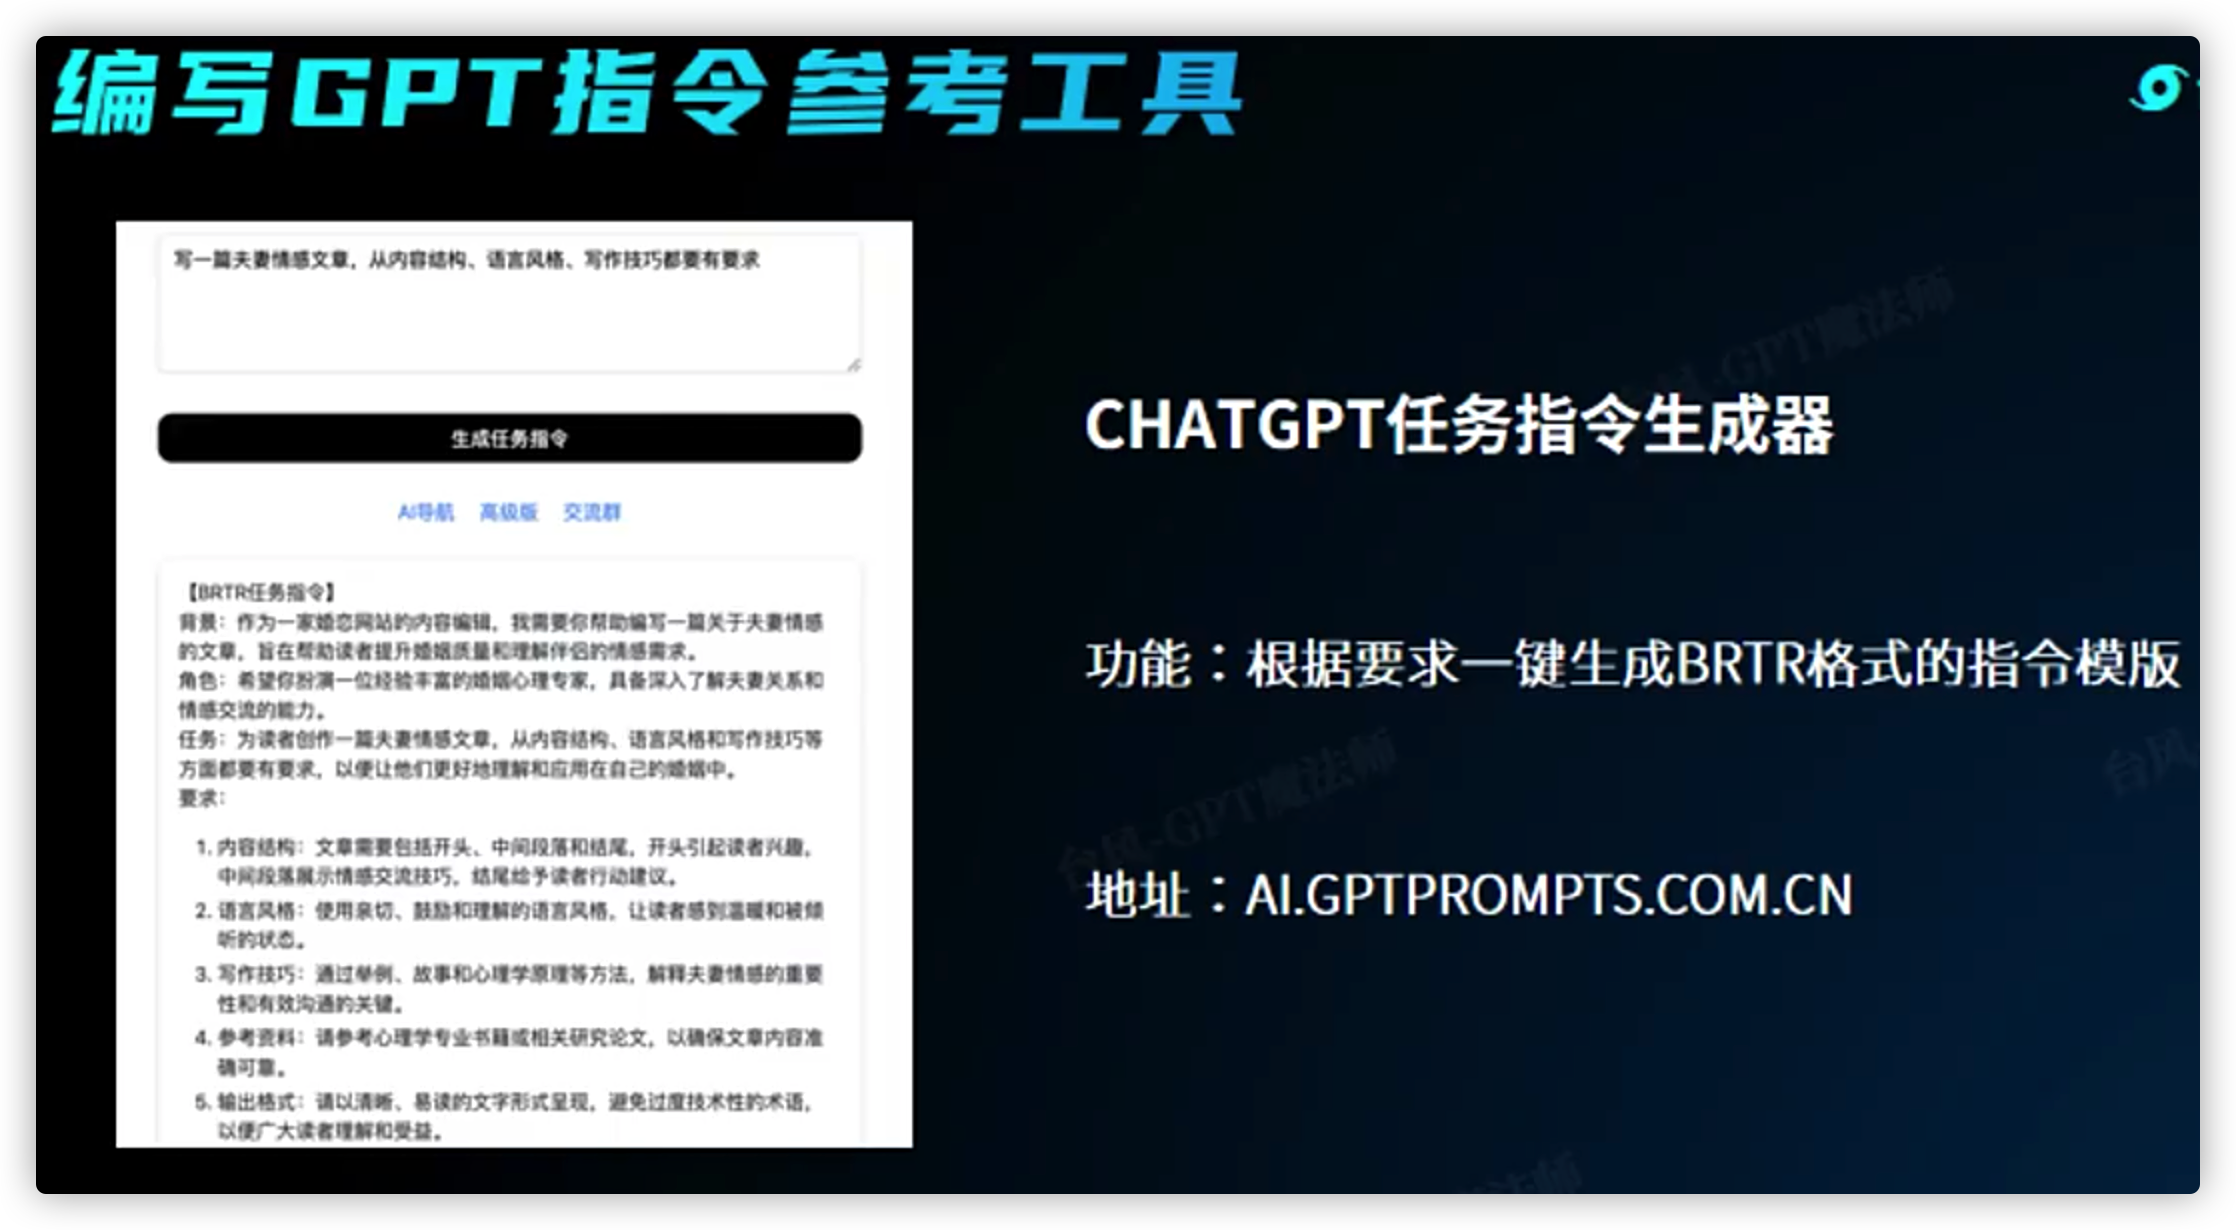 编写GPT指令参考工具
写一篇夫妻情感文章，从内容结构、语言风格、写作技巧都要有要求
生成任务指令
AI导航 高级版 交流群
【BRTR任务指令】
背景：作为一家婚恋网站的内容编辑，我需要你帮助编写一篇关于夫妻情感
的文章，旨在帮助读者提升婚姻质量和理解伴侣的情感需求。
角色：希望你扮演一位经验丰富的婚姻心理专家，具备深入了解夫妻关系和
情感交流的能力。
任务：为读者创作一篇夫妻情感文章，从内容结构、语言风格和写作技巧等
方面都要有要求，以便让他们更好地理解和应用在自己的婚姻中。
要求：
1. 内容结构：文章需要包括开头、中间段落和结尾，开头引起读者兴趣，
中间段落展示情感交流技巧，结尾给予读者行动建议。
2. 语言风格：使用亲切、鼓励和理解的语言风格，让读者感到温暖和被倾
听的状态。
3. 写作技巧：通过举例、故事和心理学原理等方法，解释夫妻情感的重要
性和有效沟通的关键。
4. 参考资料：请参考心理学专业书籍或相关研究论文，以确保文章内容准
确可靠。
5. 输出格式：请以清晰、易读的文字形式呈现，避免过度技术性的术语，
以便广大读者理解和受益。
CHATGPT任务指令生成器
功能：根据要求一键生成BRTR格式的指令模版
地址：AI.GPTPROMPTS.COM.CN
台风-GPT魔法师
台风-GPT魔法师
台风
法师